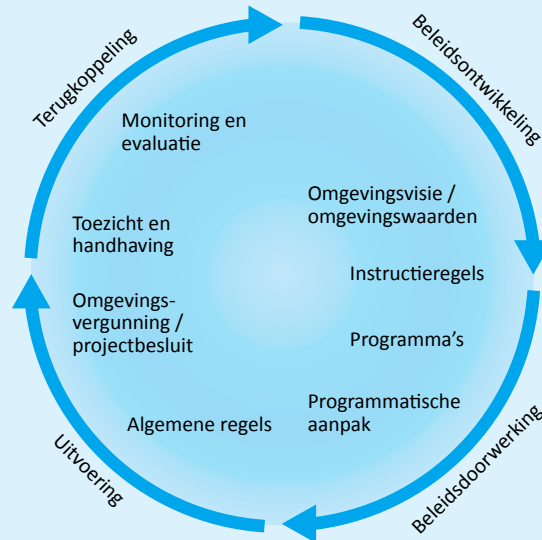 Terugkoppeling
Beleidsontwikkeling
Monitoring en
evaluatie
Omgevingsvisie /
omgevingswaarden
Toezicht en
handhaving
Instructieregels
Omgevings-
vergunning /
projectbesluit
Programma’s
Programmatische
aanpak
Algemene regels
Uitvoering
Beleidsdoorwerking